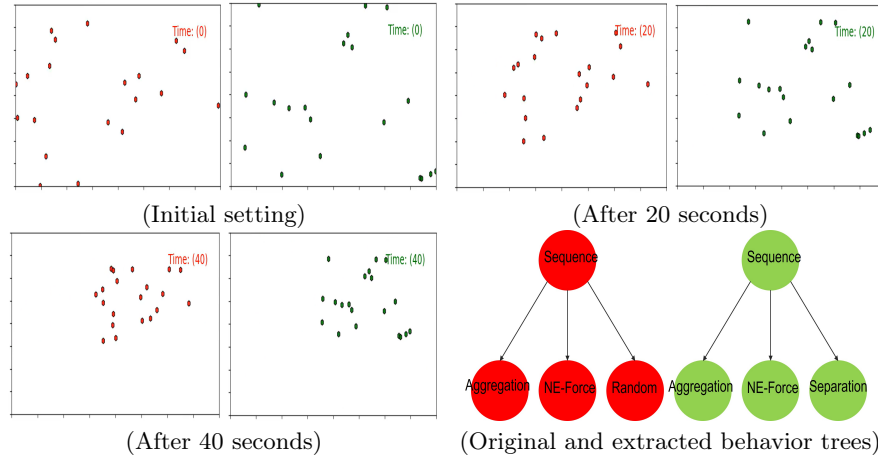 Time: (0)
Time: (0)
Time: (20)
Time: (20)
(Initial setting)
(After 20 seconds)
Time: (40)
Time: (40)
Sequence
Sequence
Aggregation
NE-Force
Random
Aggregation
NE-Force
Separation
(After 40 seconds)
(Original and extracted behavior trees)